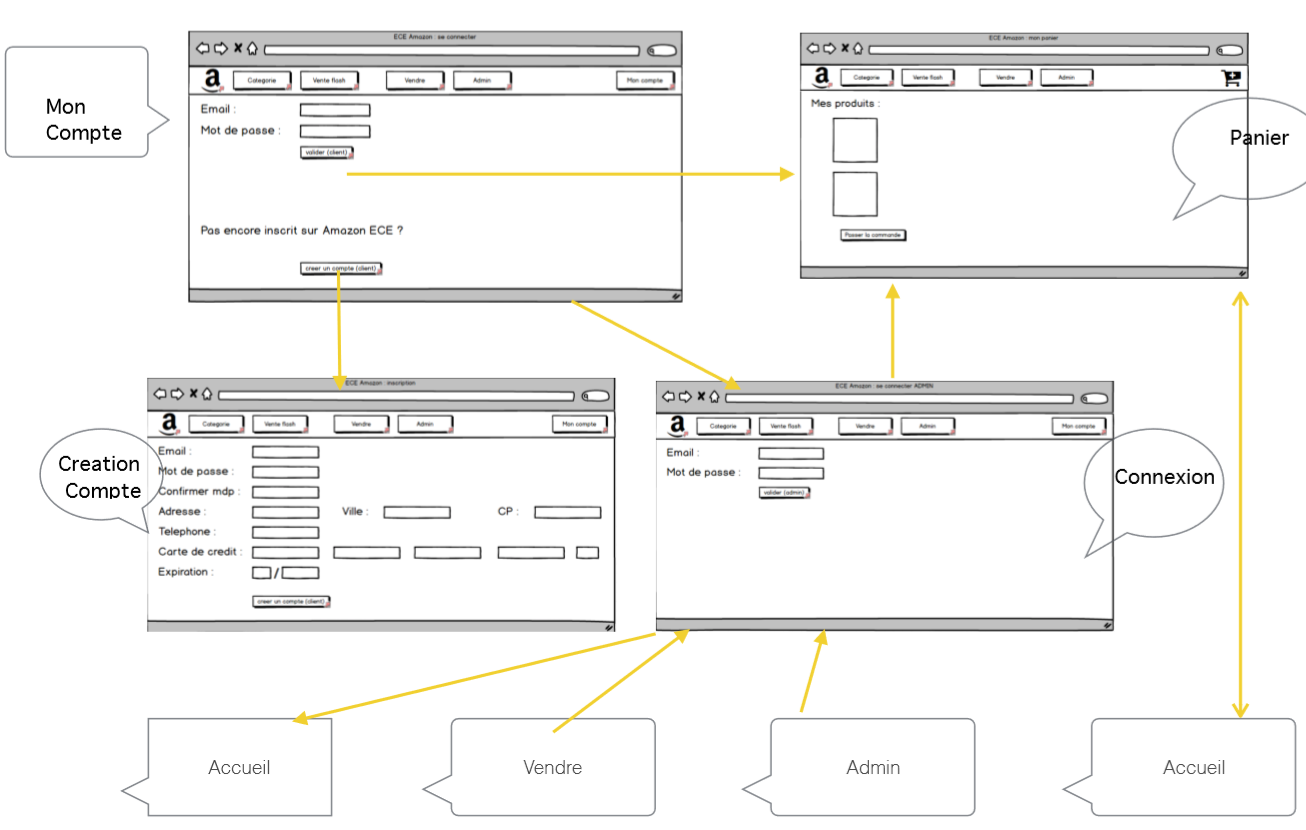 Mon
Compte
ECE Amazon : se connecter
a
Categorie
Vente flash
Vendre
Admin
Mon compte
Email :
Mot de passe :
valider (client)
Pas encore inscrit sur Amazon ECE ?
creer un compte (client)
ECE Amazon : mon panier
a
Categorie
Vente flash
Vendre
Admin
Mes produits :
Passer la commande
Panier
Creation
Compte
ECE Amazon : inscription
a
Categorie
Vente flash
Vendre
Admin
Mon compte
Email :
Mot de passe :
Confirmer mdp :
Adresse :
Ville :
CP :
Telephone :
Carte de credit :
Expiration :
/
creer un compte (client)
ECE Amazon : se connecter ADMIN
a
Categorie
Vente flash
Vendre
Admin
Mon compte
Email :
Mot de passe :
valider (admin)
Connexion
Accueil
Vendre
Admin
Accueil